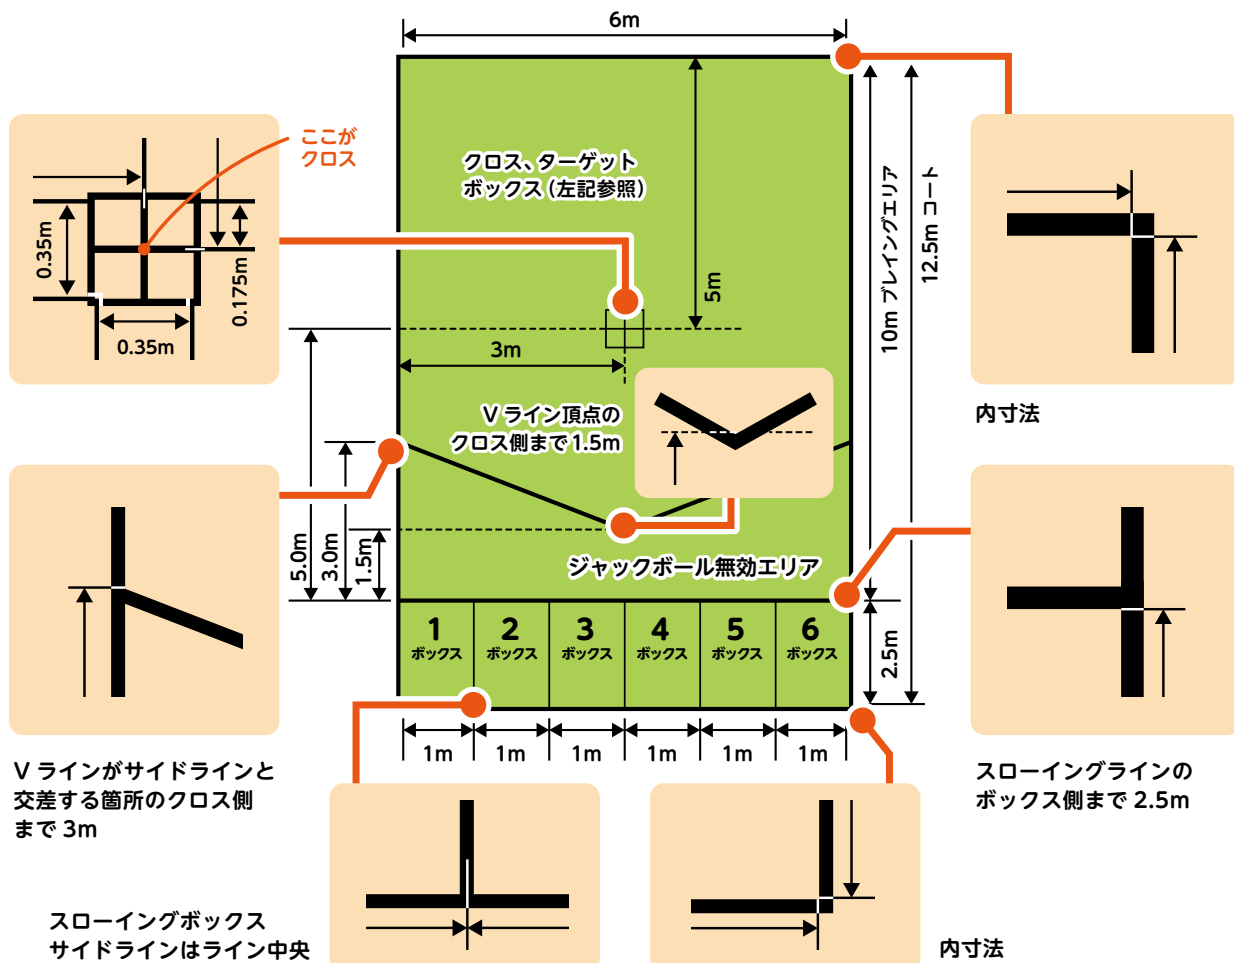 6m
ここが
クロス
クロス、ターゲット
ボックス（左記参照）
0.35m
0.175m
0.35m
5m
10m プレイングエリア
12.5m コート
3m
内寸法
V ライン頂点の
クロス側まで 1.5m
5.0m
3.0m
1.5m
ジャックボール無効エリア
1
ボックス
2
ボックス
3
ボックス
4
ボックス
5
ボックス
6
ボックス
2.5m
1m
1m
1m
1m
1m
1m
V ラインがサイドラインと
交差する箇所のクロス側
まで 3m
スローイングラインの
ボックス側まで 2.5m
スローイングボックス
サイドラインはライン中央
内寸法